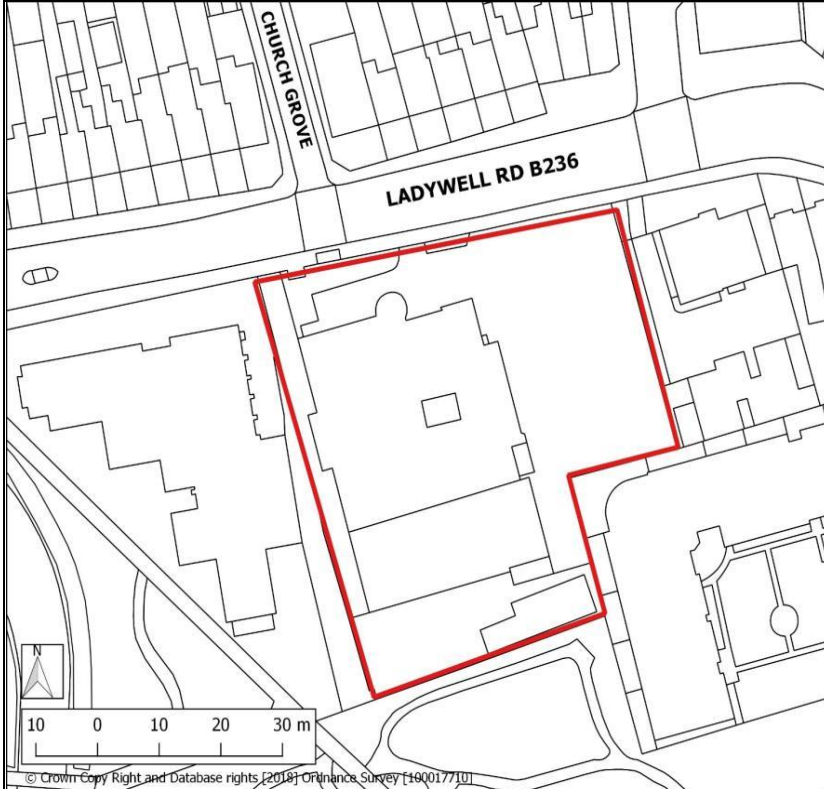 CHURCH GROVE
LADYWELL RD B236
N
10 0 10 20 30 m
© Crown Copy Right and Database rights [2018] Ordnance Survey [100017710]